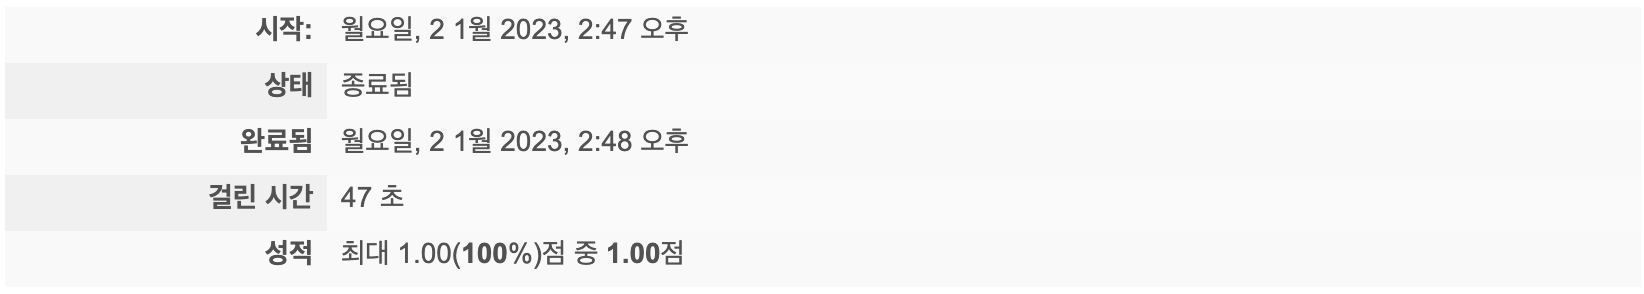 시작: 월요일, 2 1월 2023, 2:47 오후
상태 종료됨
완료됨 월요일, 2 1월 2023, 2:48 오후
걸린 시간 47 초
성적 최대 1.00(100%)점 중 1.00점